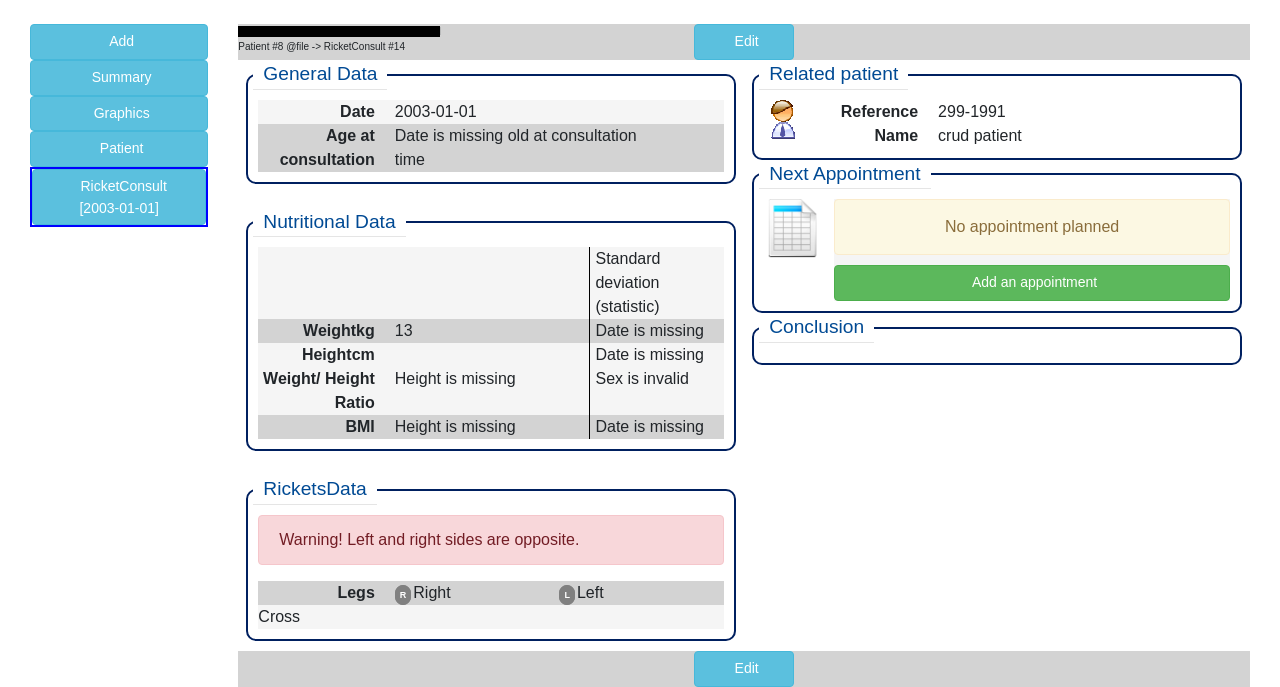 Add
Summary
Graphics
Patient
RicketConsult
[2003-01-01]
Patient #8 @file -> RicketConsult #14
Edit
General Data
Date 2003-01-01
Age at Date is missing old at consultation
consultation time
Nutritional Data
Standard
deviation
(statistic)
Weightkg 13 Date is missing
Heightcm Date is missing
Weight/ Height Height is missing Sex is invalid
Ratio
BMI Height is missing Date is missing
RicketsData
Warning! Left and right sides are opposite.
Legs R Right L Left
Cross
Related patient
Reference 299-1991
Name crud patient
Next Appointment
No appointment planned
Add an appointment
Conclusion
Edit